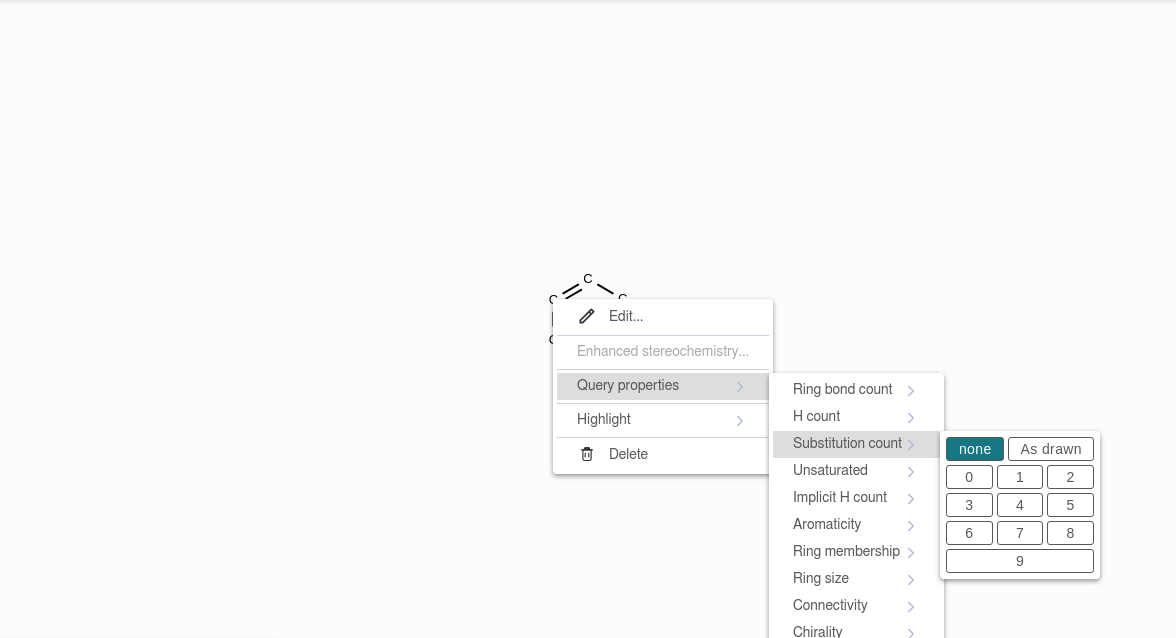 C
C C
C
Edit...
Enhanced stereochemistry...
Query properties
Highlight
Delete
Ring bond count
H count
Substitution count
Unsaturated
Implicit H count
Aromaticity
Ring membership
Ring size
Connectivity
Chirality
none As drawn
0 1 2
3 4 5
6 7 8
9